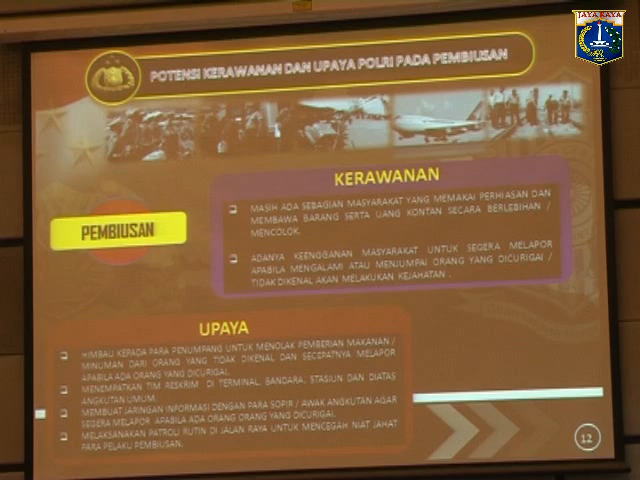 JAYA RAYA
POTENSI KERAWANAN DAN UPAYA POLRI PADA PEMBIUSAN
KERAWANAN
MASIH ADA SEBAGIAN MASYARAKAT YANG MEMAKAI PERHIASAN DAN
MEMBAWA BARANG SERTA UANG KONTAN SECARA BERLEBIHAN /
MENCOLOK.
ADANYA KEENGGANAN MASYARAKAT UNTUK SEGERA MELAPOR
APABILA MENGALAMI ATAU MENJUMPAI ORANG YANG DICURIGAI /
TIDAK DIKENAL AKAN MELAKUKAN KEJAHATAN .
PEMBIUSAN
UPAYA
HIMBAU KEPADA PARA PENUMPANG UNTUK MENOLAK PEMBERIAN MAKANAN /
MINUMAN DARI ORANG YANG TIDAK DIKENAL DAN SECEPATNYA MELAPOR
APABILA ADA ORANG YANG DICURIGAI.
MENEMPATKAN TIM RESKRIM DI TERMINAL, BANDARA, STASIUN DAN DIATAS
ANGKUTAN UMUM.
MEMBUAT JARINGAN INFORMASI DENGAN PARA SOPIR / AWAK ANGKUTAN AGAR
SEGERA MELAPOR APABILA ADA ORANG ORANG YANG DICURIGAI.
MELAKSANAKAN PATROLI RUTIN DI JALAN RAYA UNTUK MENCEGAH NIAT JAHAT
PARA PELAKU PEMBIUSAN.
12